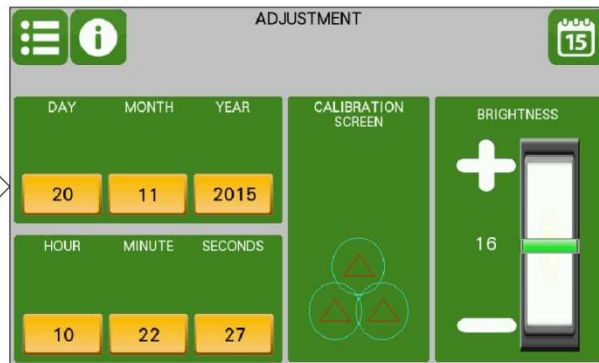 ADJUSTMENT
i
15
DAY MONTH YEAR
20 11 2015
HOUR MINUTE SECONDS
10 22 27
CALIBRATION
SCREEN
BRIGHTNESS
16